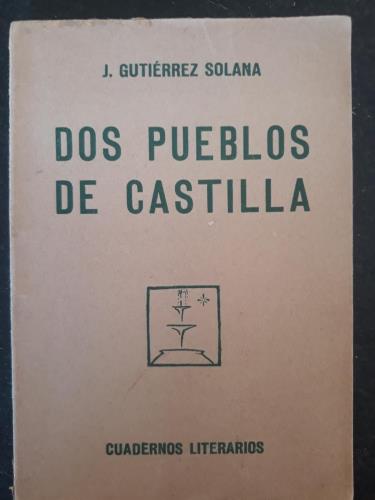 J. GUTIÉRREZ SOLANA
DOS PUEBLOS
DE CASTILLA
CUADERNOS LITERARIOS